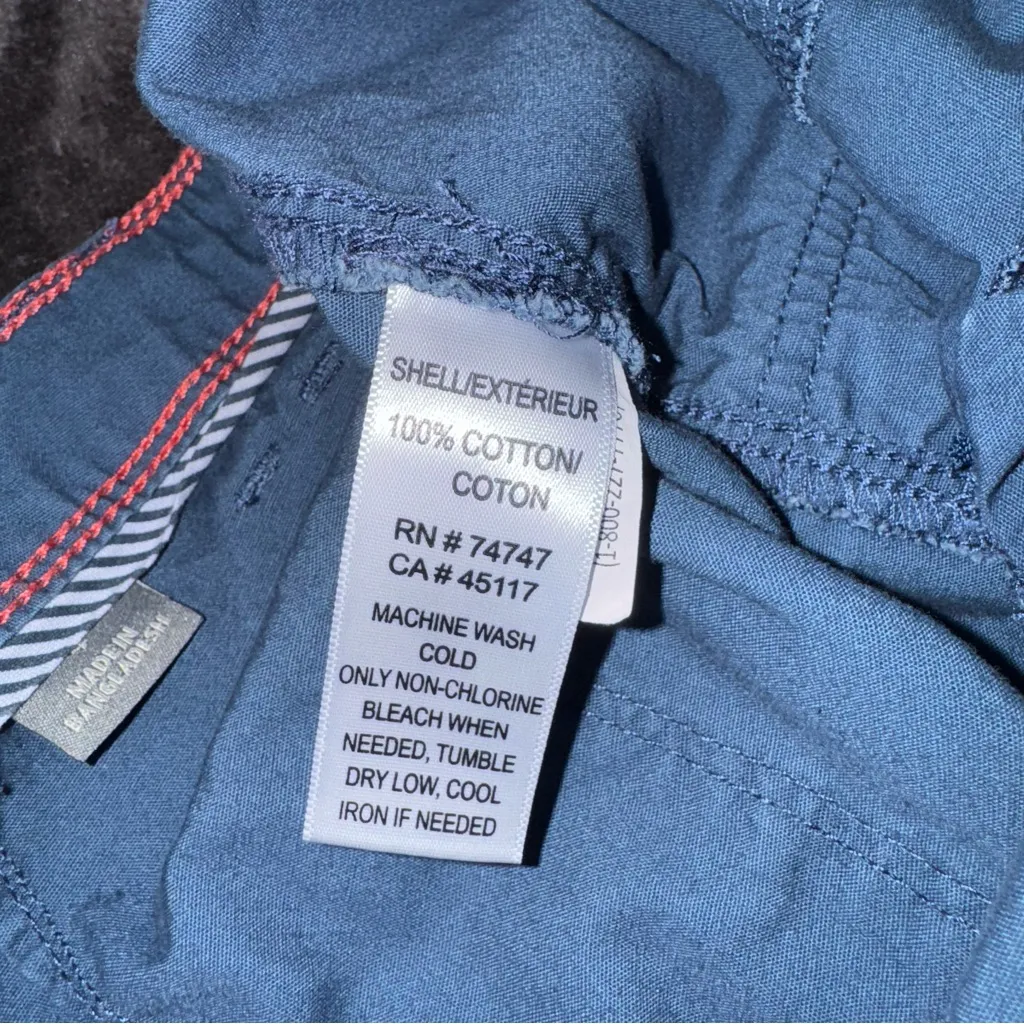 SHELL/EXTÉRIEUR
100% COTTON/
COTON
RN # 74747
CA # 45117
MACHINE WASH
COLD
ONLY NON-CHLORINE
BLEACH WHEN
NEEDED, TUMBLE
DRY LOW, COOL
IRON IF NEEDED
MADE IN
BANGLADESH